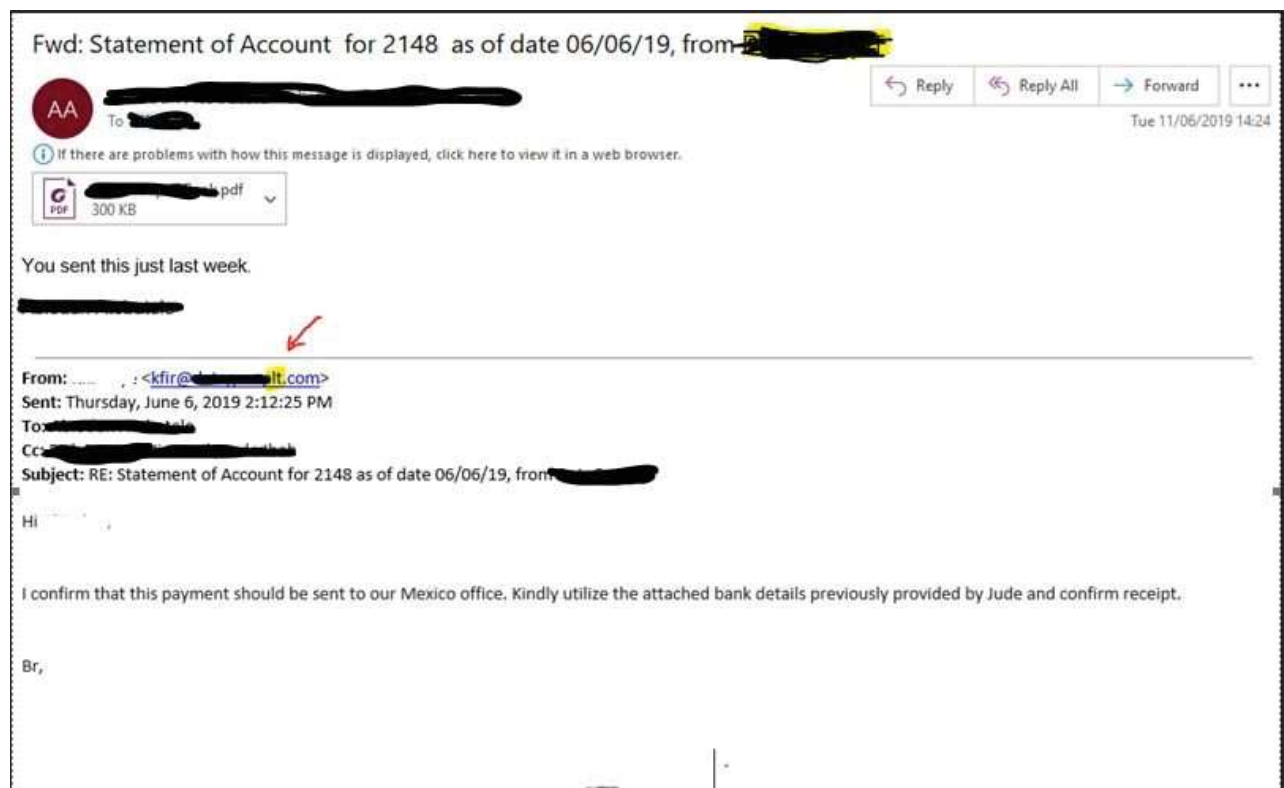 Fwd: Statement of Account for 2148 as of date 06/06/19, from
Reply
Reply All
Forward
AA
To
Tue 11/06/2019 14:24
If there are problems with how this message is displayed, click here to view it in a web browser.
.pdf
PDF
300 KB
You sent this just last week.
From: <kfir@ lt.com>
Sent: Thursday, June 6, 2019 2:12:25 PM
To:
Cc:
Subject: RE: Statement of Account for 2148 as of date 06/06/19, from
Hi ,
I confirm that this payment should be sent to our Mexico office. Kindly utilize the attached bank details previously provided by Jude and confirm receipt.
Br,